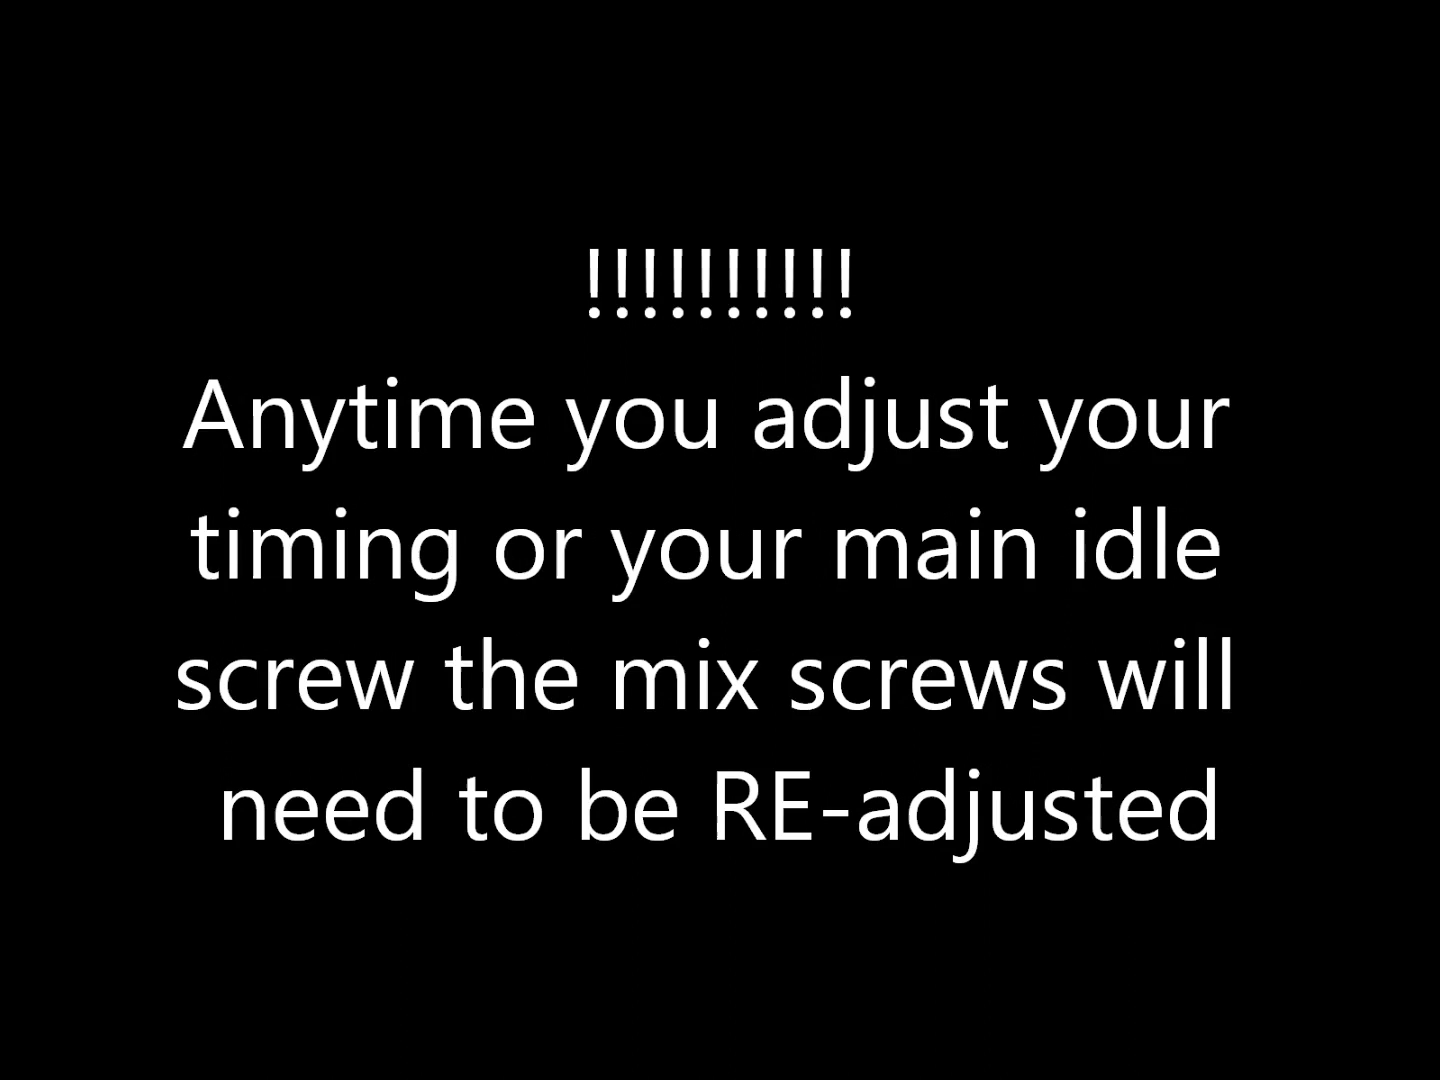 !!!!!!!!!!
Anytime you adjust your
timing or your main idle
screw the mix screws will
need to be RE-adjusted